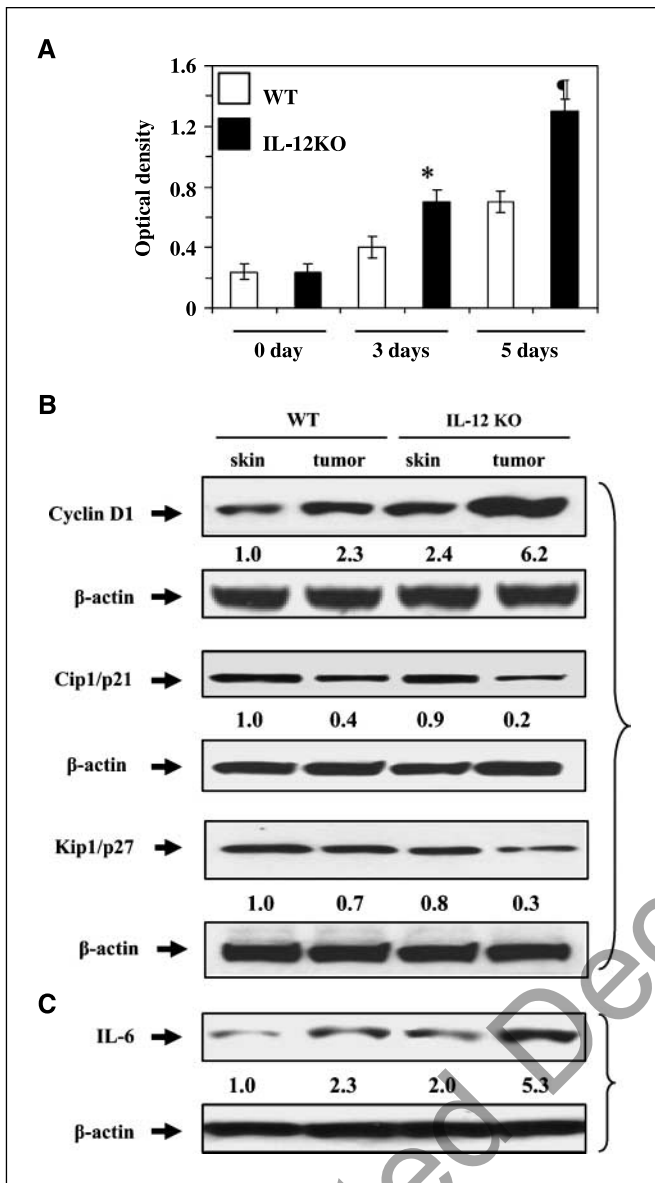 A
1.6
1.2
0.8
0.4
0
Optical density
WT
IL-12KO
*
¶
0 day 3 days 5 days
B
WT IL-12 KO
skin tumor skin tumor
Cyclin D1
1.0 2.3 2.4 6.2
β-actin
Cip1/p21
1.0 0.4 0.9 0.2
β-actin
Kip1/p27
1.0 0.7 0.8 0.3
β-actin
C
IL-6
1.0 2.3 2.0 5.3
β-actin